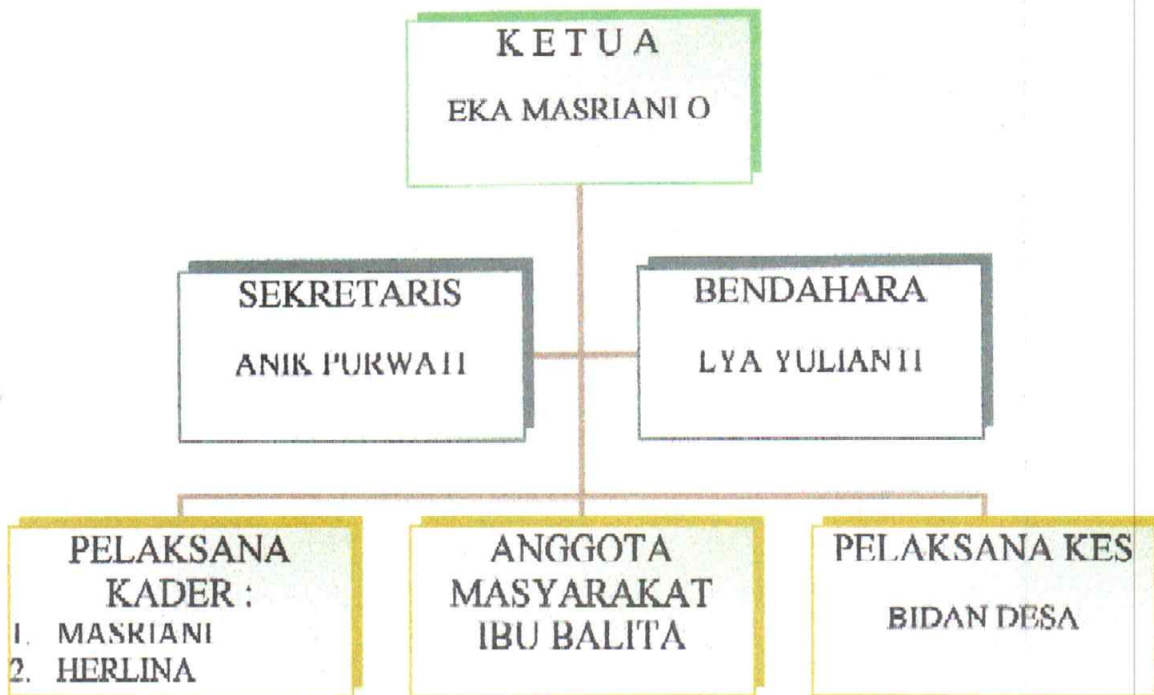 K E T U A
EKA MASRIANI O
SEKRETARIS
ANIK PURWATI
BENDAHARA
LYA YULIANTI
PELAKSANA
KADER :
1. MASRIANI
2. HERLINA
ANGGOTA
MASYARAKAT
IBU BALITA
PELAKSANA KES
BIDAN DESA